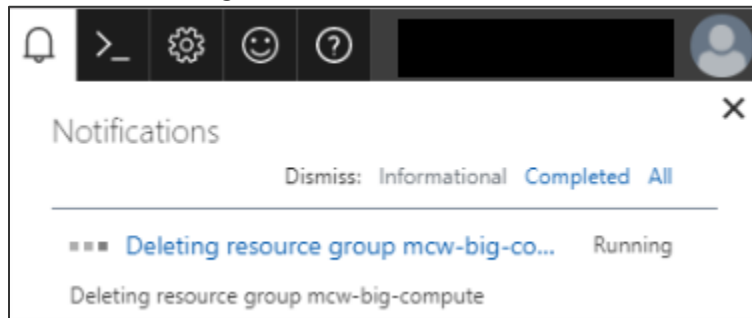 Notifications
Dismiss: Informational Completed All
Deleting resource group mcw-big-co... Running
Deleting resource group mcw-big-compute